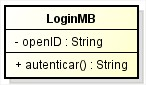 LoginMB
- openID : String
+ autenticar() : String